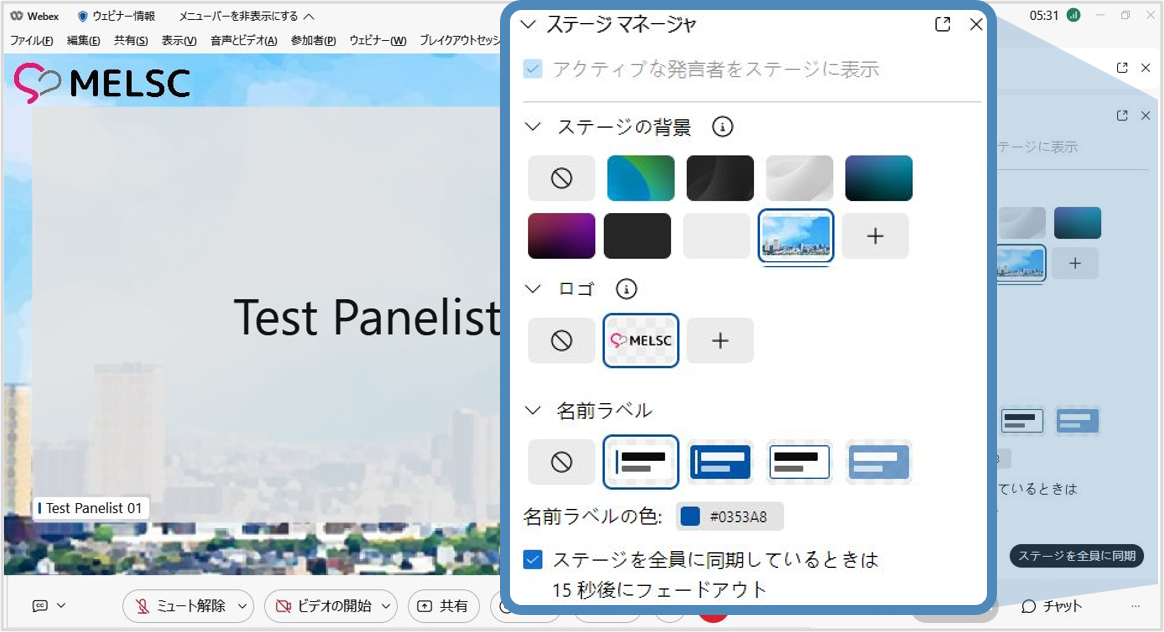 Webex ウェビナー情報 メニューバーを非表示にする 05:31
ファイル(F) 編集(E) 共有(S) 表示(V) 音声とビデオ(A) 参加者(P) ウェビナー(W) ブレイクアウトセッシ
MELSC
Test Panelist
Test Panelist 01
CC ミュート解除 ビデオの開始 共有 チャット
ステージ マネージャ
アクティブな発言者をステージに表示
ステージの背景
ロゴ
MELSC
名前ラベル
名前ラベルの色: #0353A8
ステージを全員に同期しているときは
15 秒後にフェードアウト
テージに表示
ているときは
ステージを全員に同期